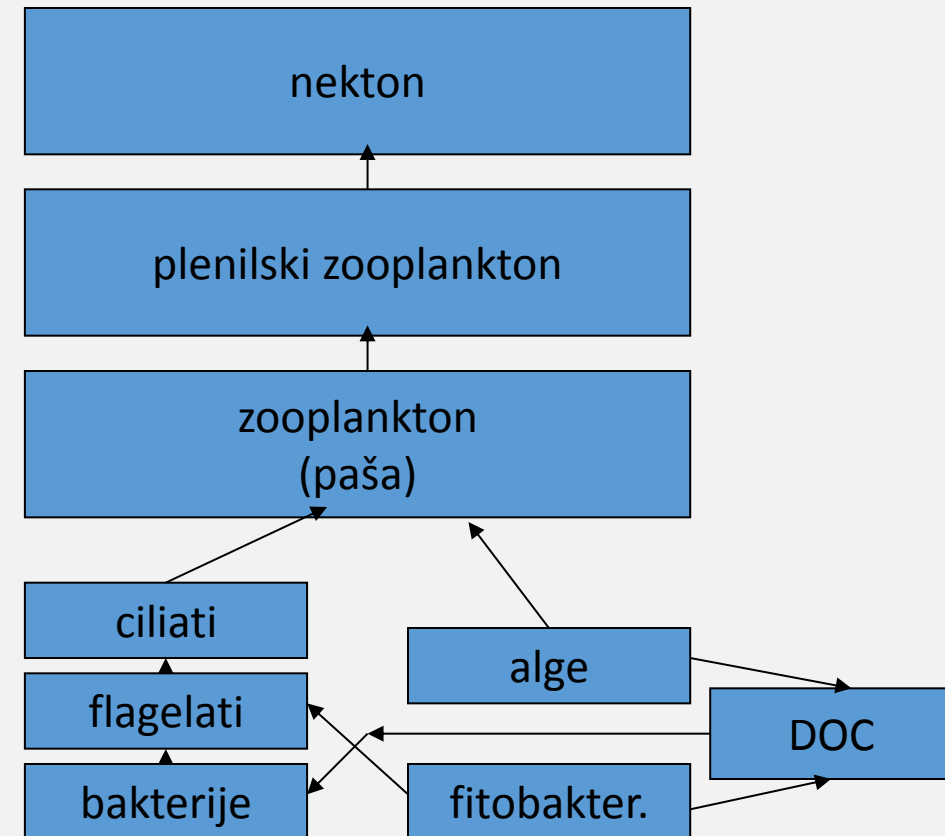 nekton
plenilski zooplankton
zooplankton
(paša)
ciliati
alge
flagelati
DOC
bakterije
fitobakter.